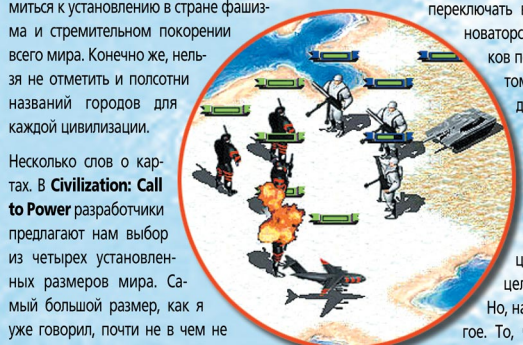 миться к установлению в стране фашиз-
ма и стремительном покорении
всего мира. Конечно же, нель-
зя не отметить и полсотни
названий городов для
каждой цивилизации.
Несколько слов о кар-
тах. В Civilization: Call
to Power разработчики
предлагают нам выбор
из четырех установлен-
ных размеров мира. Са-
мый большой размер, как я
уже говорил, почти не в чем не
переключать
новаторс
ков п
том
ц
цел
Но, на
гое. То,